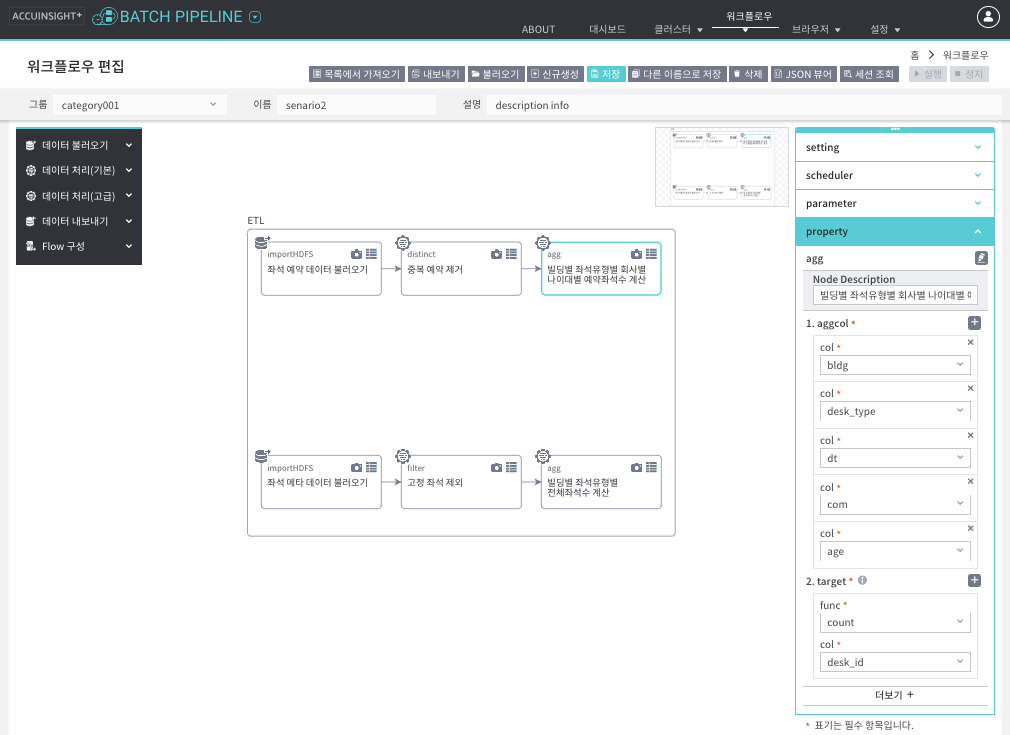 ACCUINSIGHT+
BATCH PIPELINE
ABOUT 대시보드 클러스터 워크플로우 브라우저 설정
홈 워크플로우
워크플로우 편집
목록에서 가져오기 내보내기 불러오기 신규생성 저장 다른 이름으로 저장 삭제 JSON 뷰어 세션 조회 실행 정지
그룹 category001 이름 senario2 설명 description info
데이터 불러오기
데이터 처리(기본)
데이터 처리(고급)
데이터 내보내기
Flow 구성
ETL
importHDFS
좌석 예약 데이터 불러오기
distinct
중복 예약 제거
agg
빌딩별 좌석유형별 회사별
나이대별 예약좌석수 계산
importHDFS
좌석 메타 데이터 불러오기
filter
고정 좌석 제외
agg
빌딩별 좌석유형별
전체좌석수 계산
setting
scheduler
parameter
property
agg
Node Description
빌딩별 좌석유형별 회사별 나이대별
1. aggcol *
col *
bldg
col *
desk_type
col *
dt
col *
com
col *
age
2. target *
func *
count
col *
desk_id
더보기 +
* 표기는 필수 항목입니다.